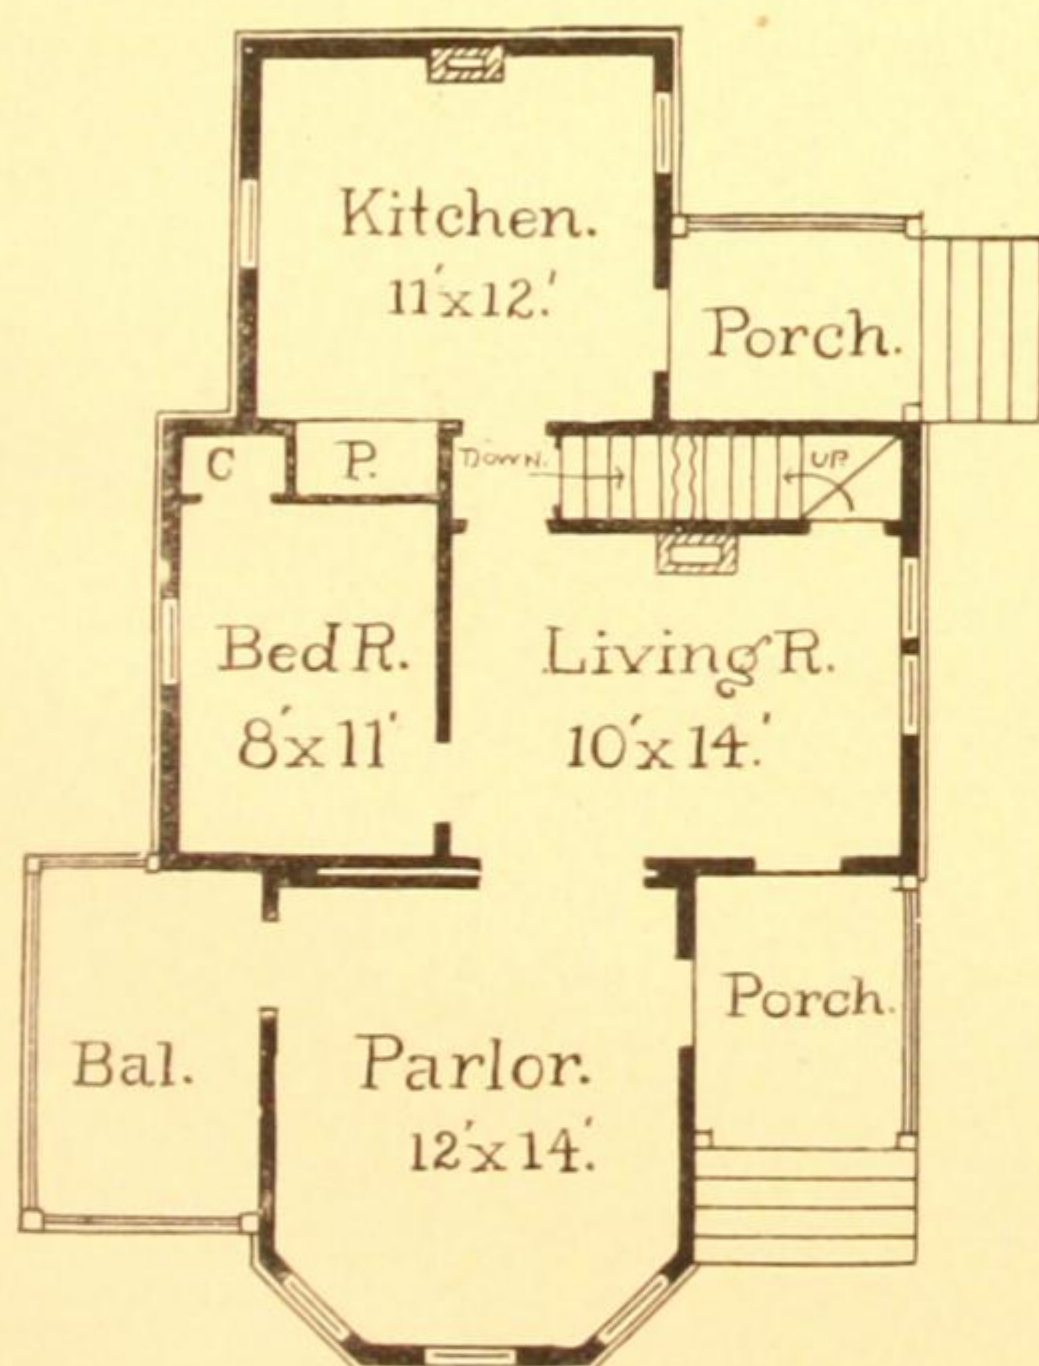 Kitchen.
11'x12.'
Porch.
C
P.
DOWN.
UP.
Bed R.
8'x11'
Living R.
10'x14.'
Porch.
Bal.
Parlor.
12'x14'.